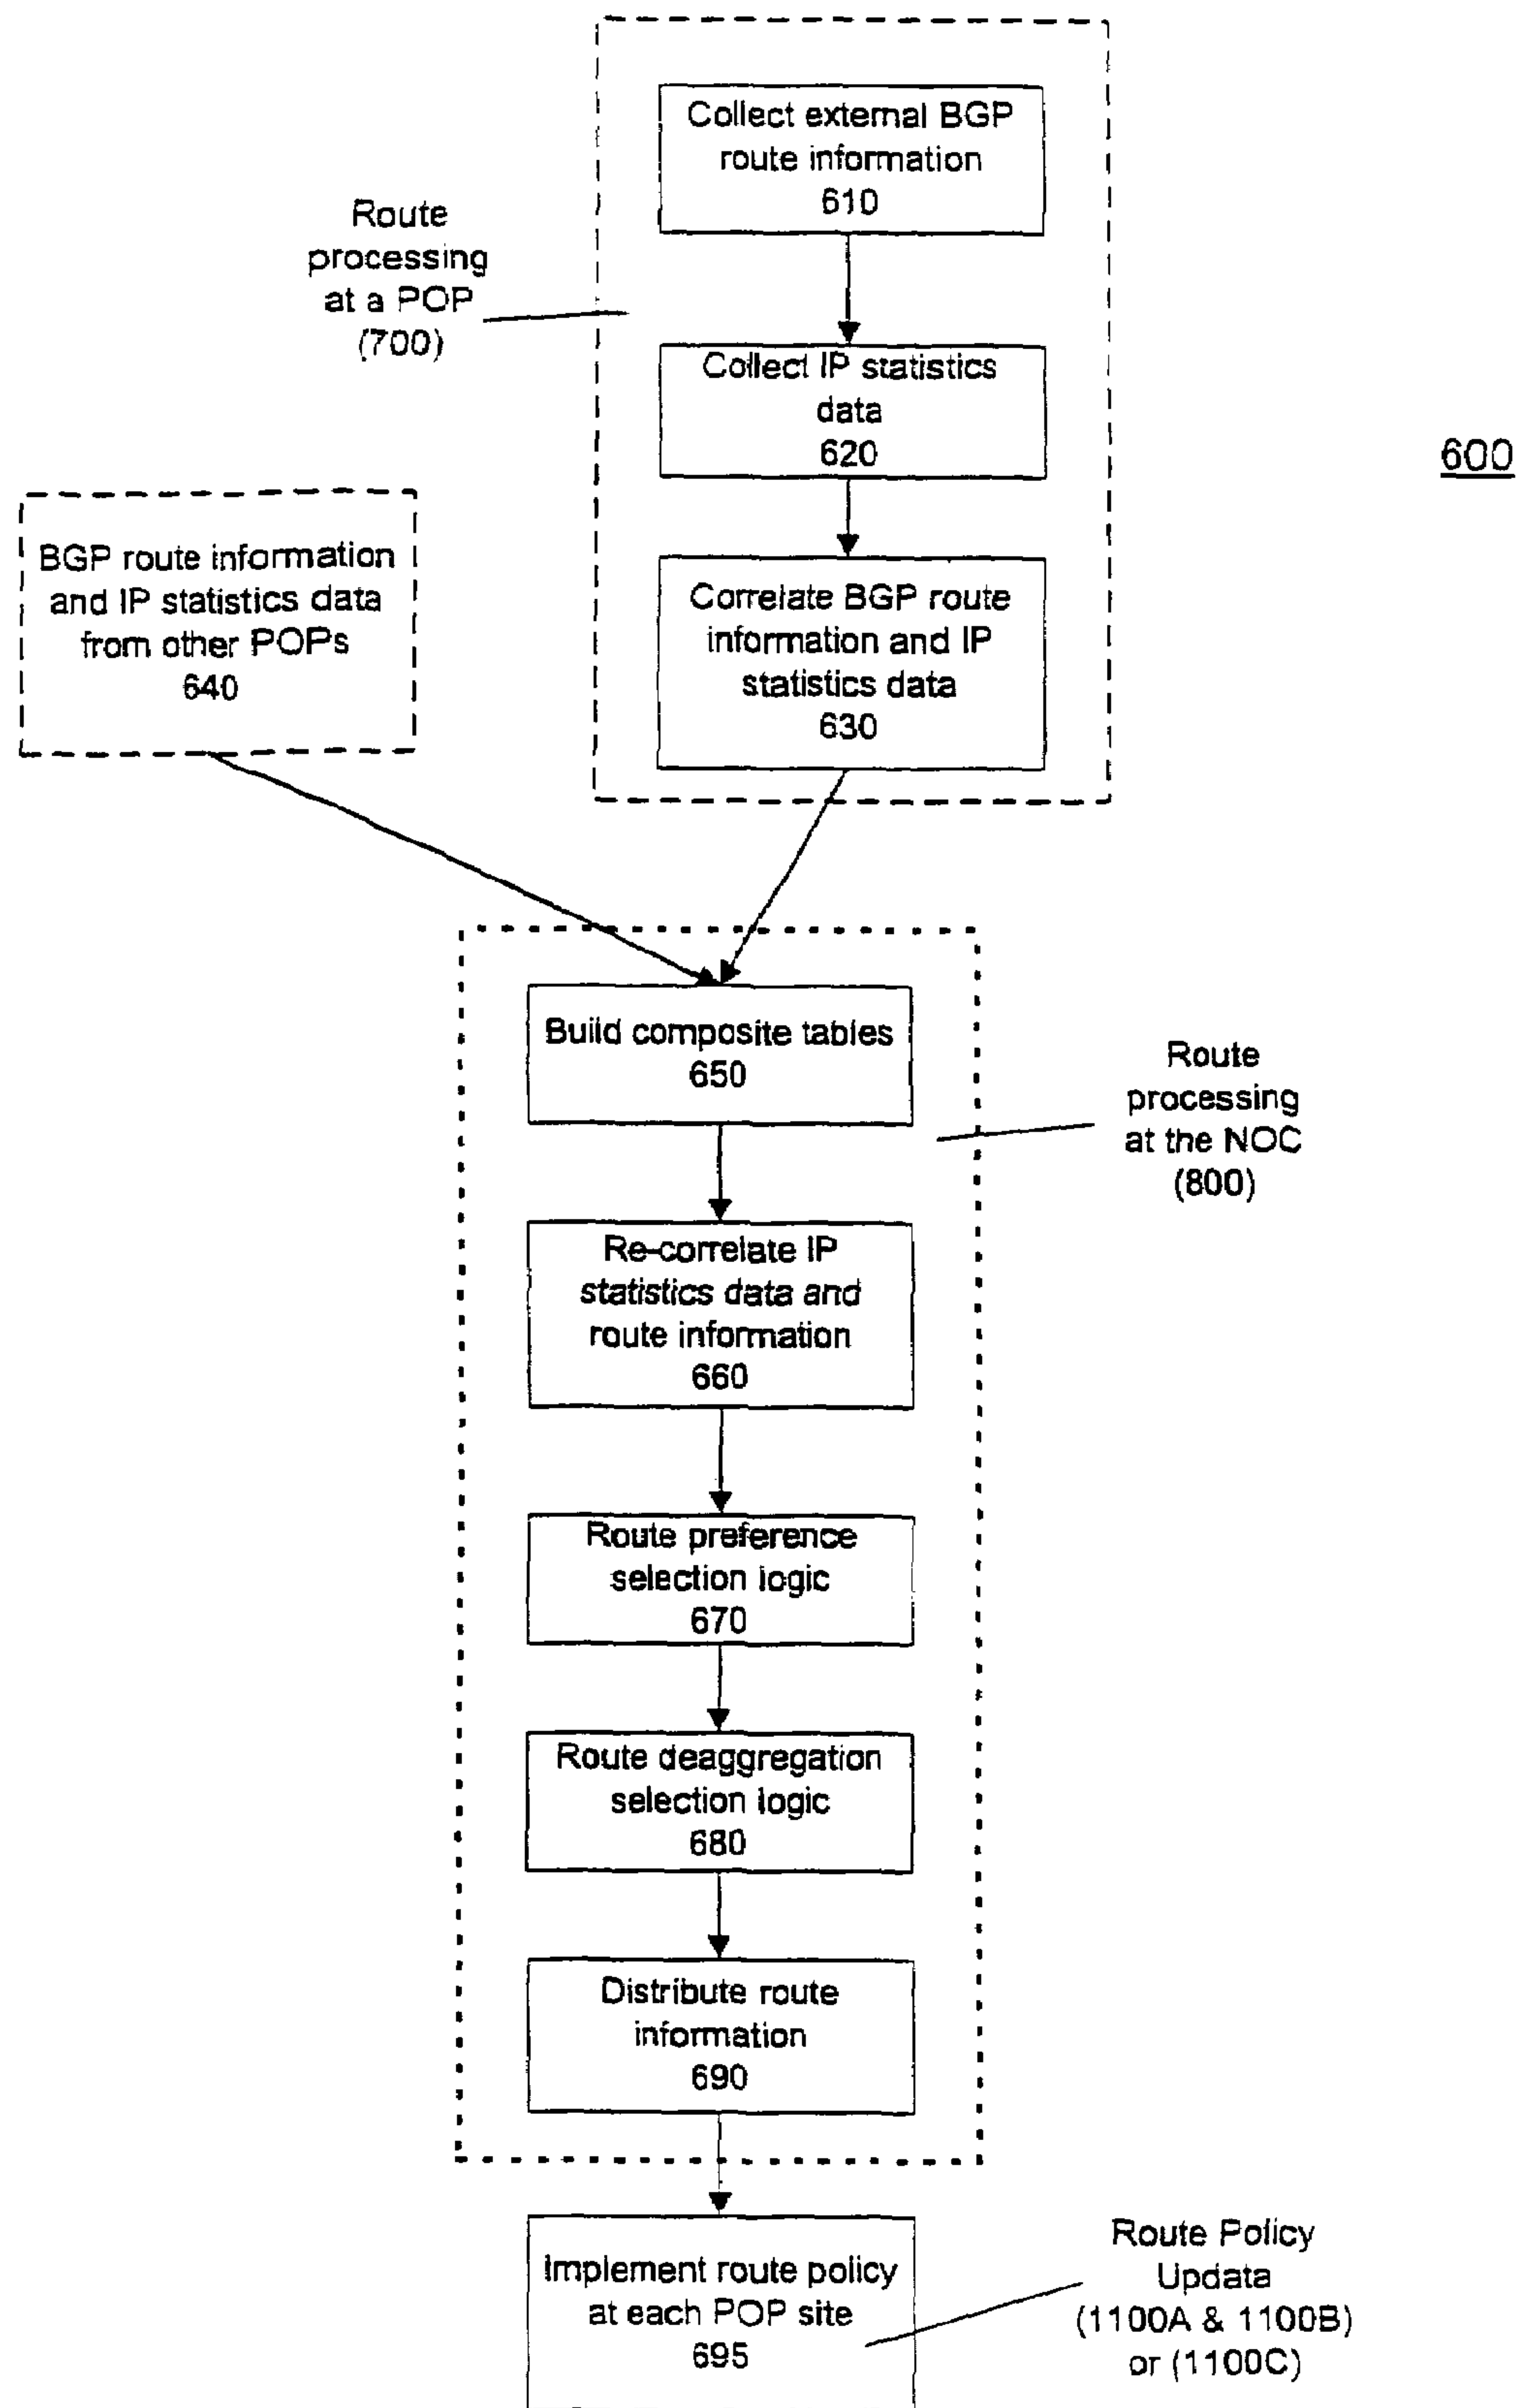 Collect external BGP
route information
610
Route
processing
at a POP
(700)
Collect IP statistics
data
620
600
BGP route information
and IP statistics data
from other POPs
640
Correlate BGP route
information and IP
statistics data
630
Build composite tables
650
Route
processing
at the NOC
(800)
Re-correlate IP
statistics data and
route information
660
Route preference
selection logic
670
Route deaggregation
selection logic
680
Distribute route
information
690
Implement route policy
at each POP site
695
Route Policy
Updata
(1100A & 1100B)
or (1100C)